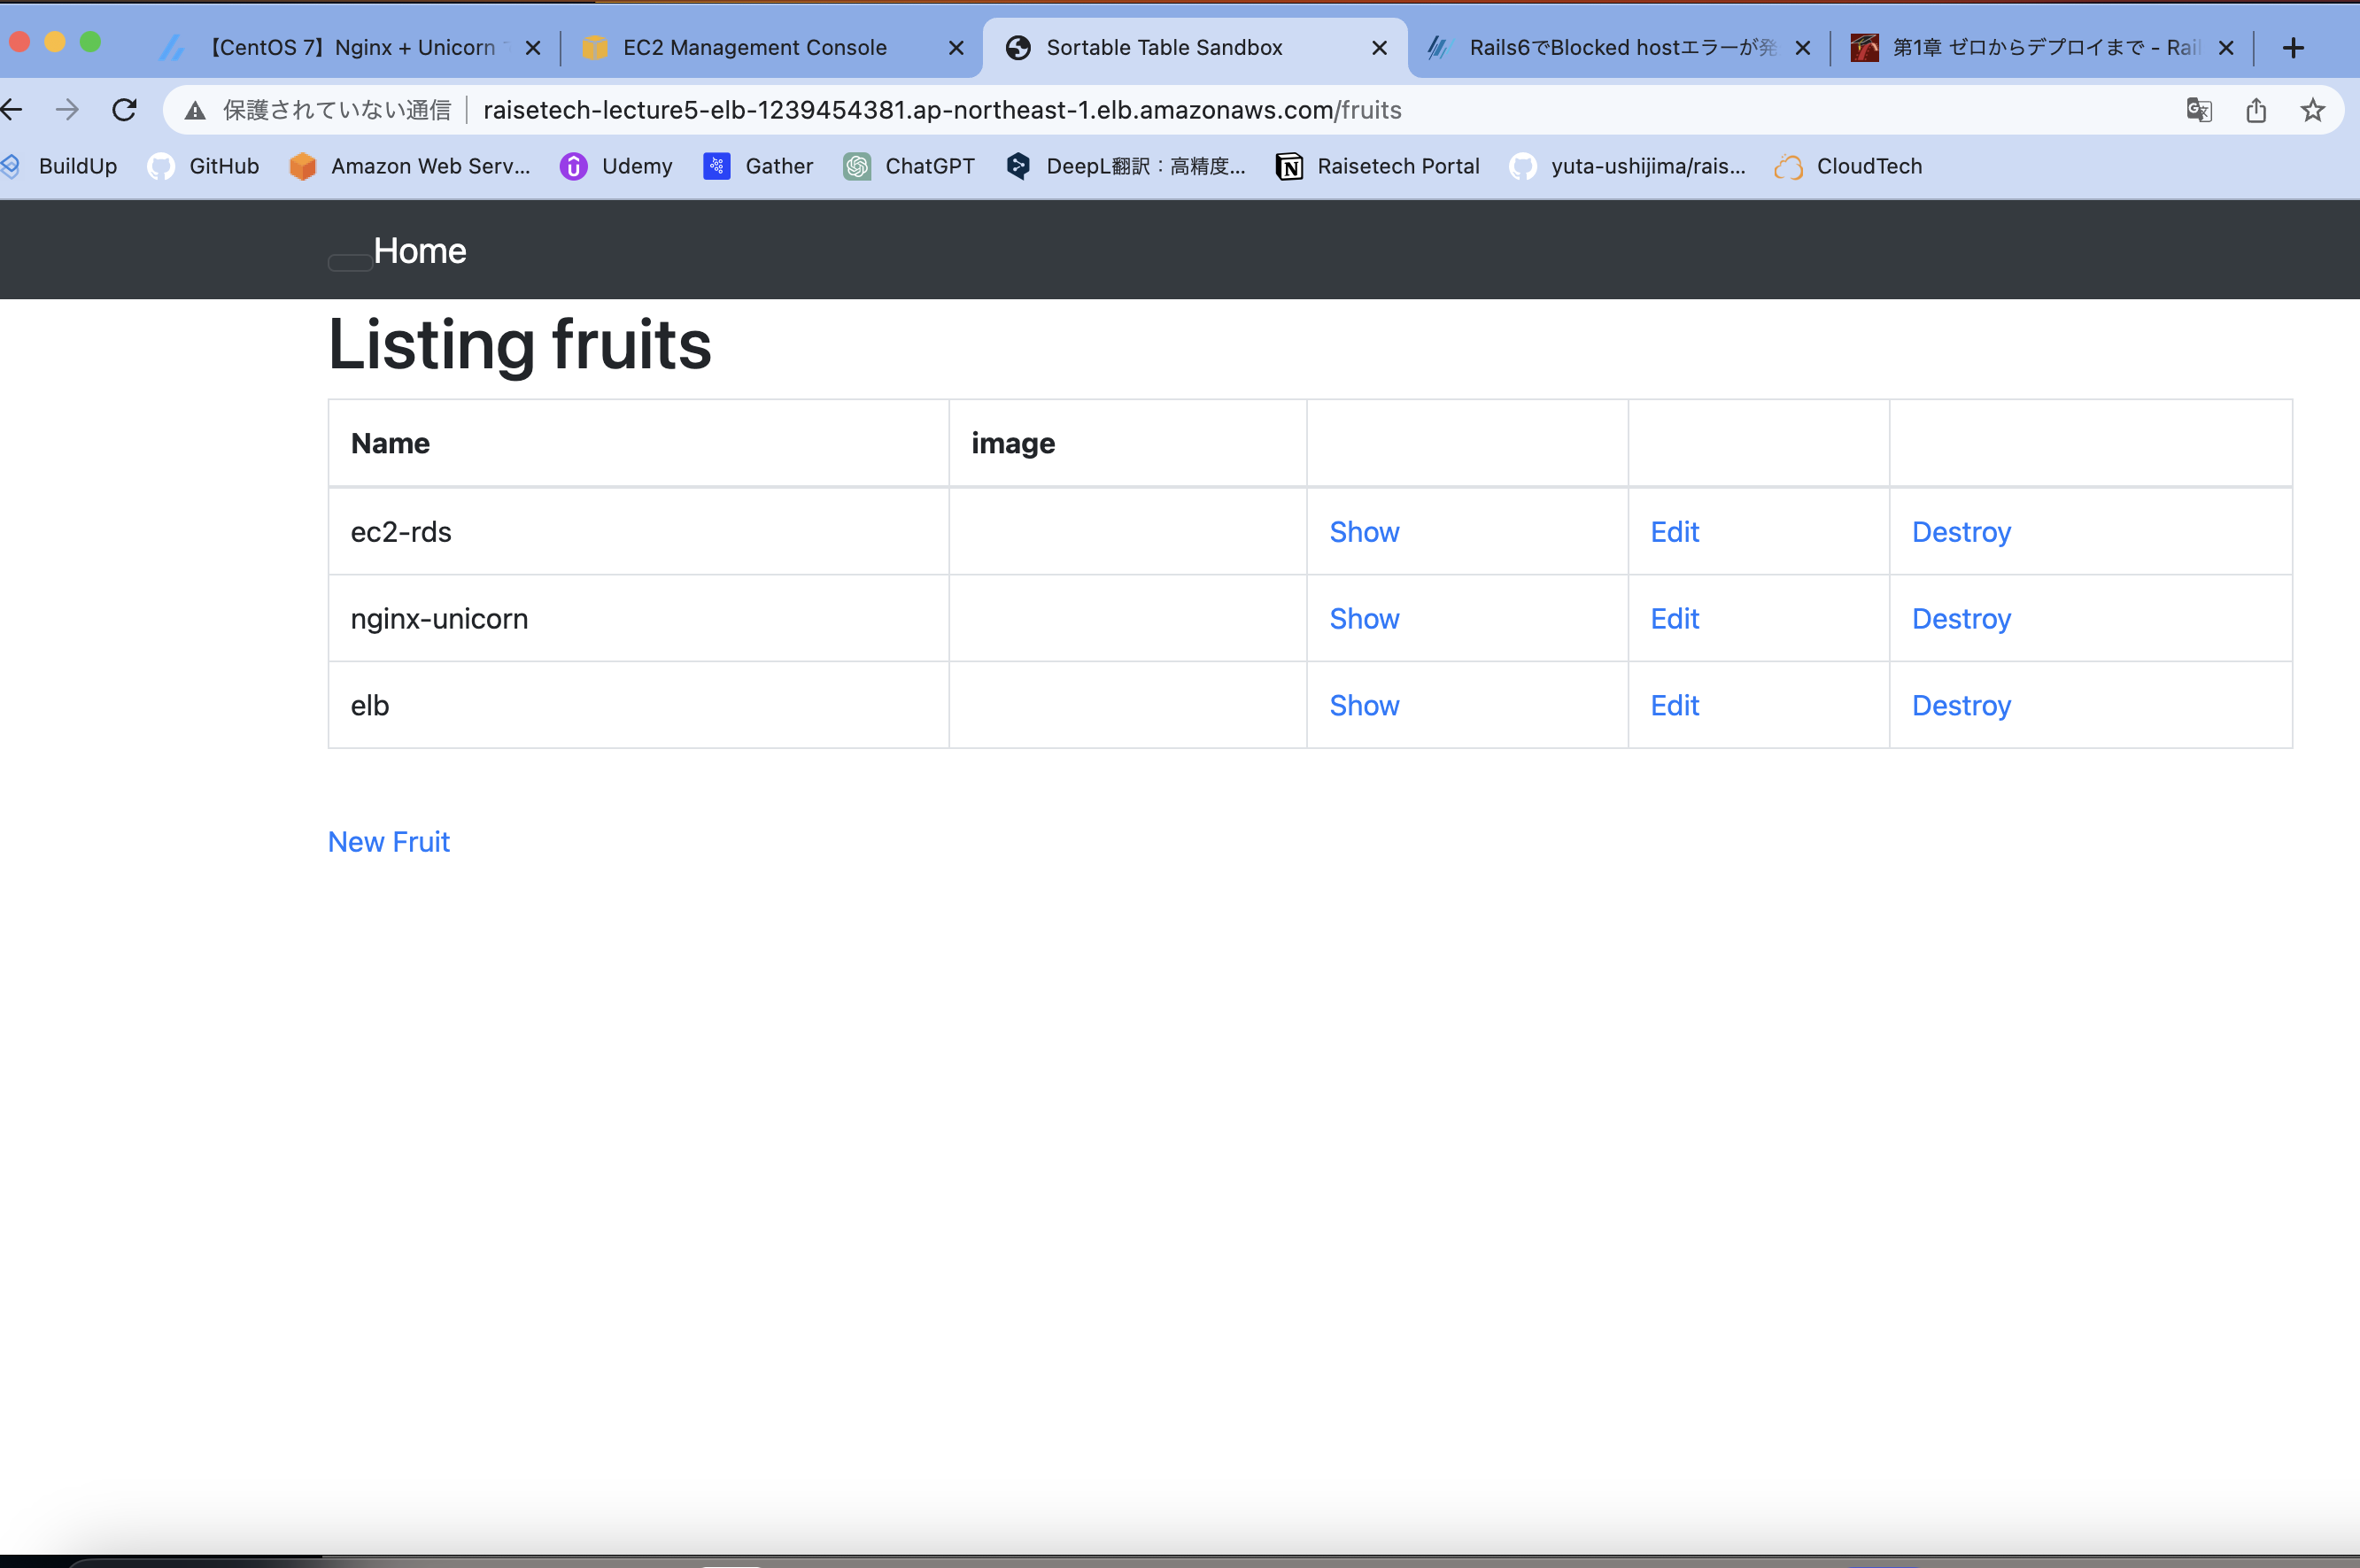 【CentOS 7】Nginx + Unicorn
EC2 Management Console
Sortable Table Sandbox
Rails6でBlocked hostエラーが発
第1章 ゼロからデプロイまで - Rail
保護されていない通信
raisetech-lecture5-elb-1239454381.ap-northeast-1.elb.amazonaws.com/fruits
BuildUp
GitHub
Amazon Web Serv...
Udemy
Gather
ChatGPT
DeepL翻訳：高精度...
Raisetech Portal
yuta-ushijima/rais...
CloudTech
Home
Listing fruits
Name image
ec2-rds Show Edit Destroy
nginx-unicorn Show Edit Destroy
elb Show Edit Destroy
New Fruit